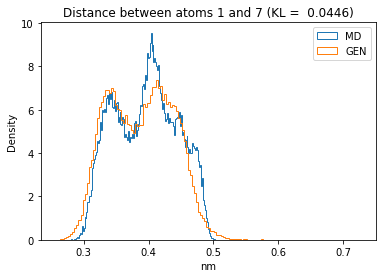 Distance between atoms 1 and 7 (KL =  0.0446)
MD
GEN
10
8
6
4
2
0
Density
0.3 0.4 0.5 0.6 0.7
nm